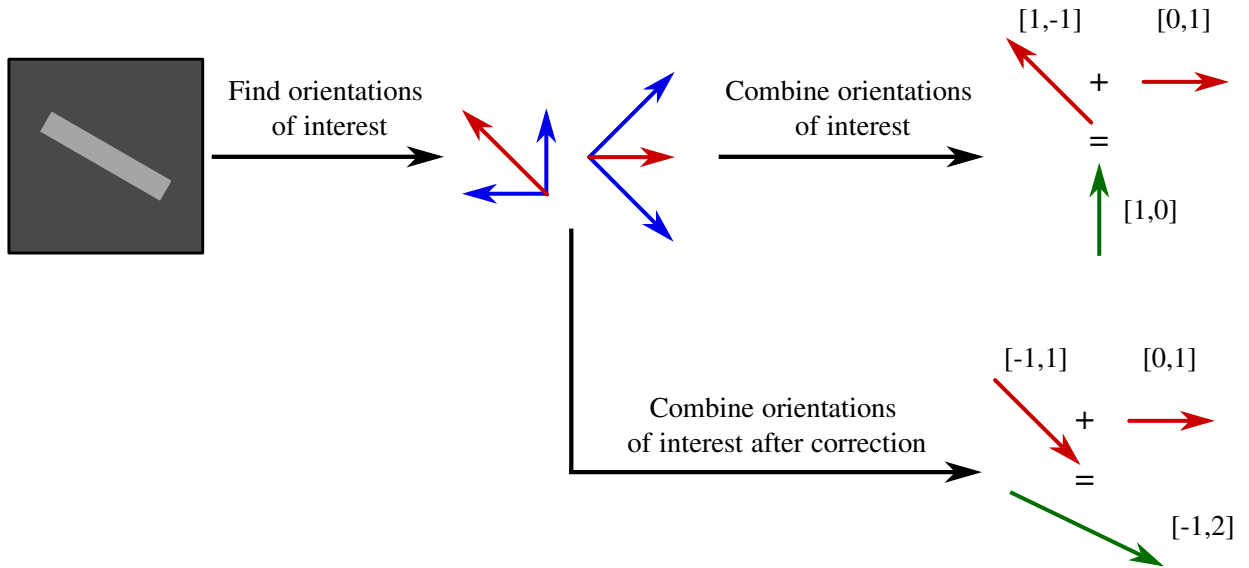 [1,-1]
[0,1]
Find orientations
of interest
Combine orientations
of interest
+
=
[1,0]
[-1,1]
[0,1]
Combine orientations
of interest after correction
+
=
[-1,2]